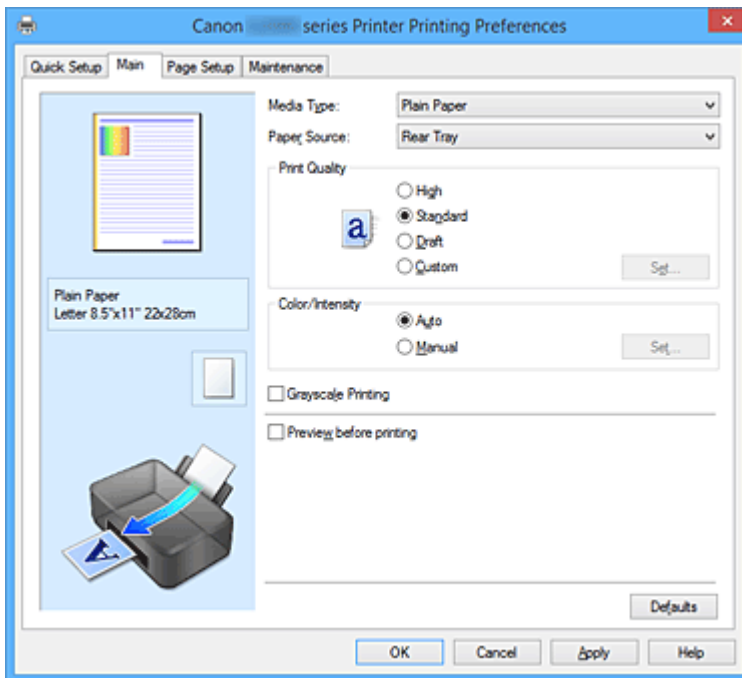 Canon series Printer Printing Preferences
Quick Setup Main Page Setup Maintenance
Media Type: Plain Paper
Paper Source: Rear Tray
Print Quality
High
Standard
Draft
Custom Set...
Plain Paper
Letter 8.5"x11" 22x28cm
Color/Intensity
Auto
Manual Set...
Grayscale Printing
Preview before printing
Defaults
OK Cancel Apply Help
a
A